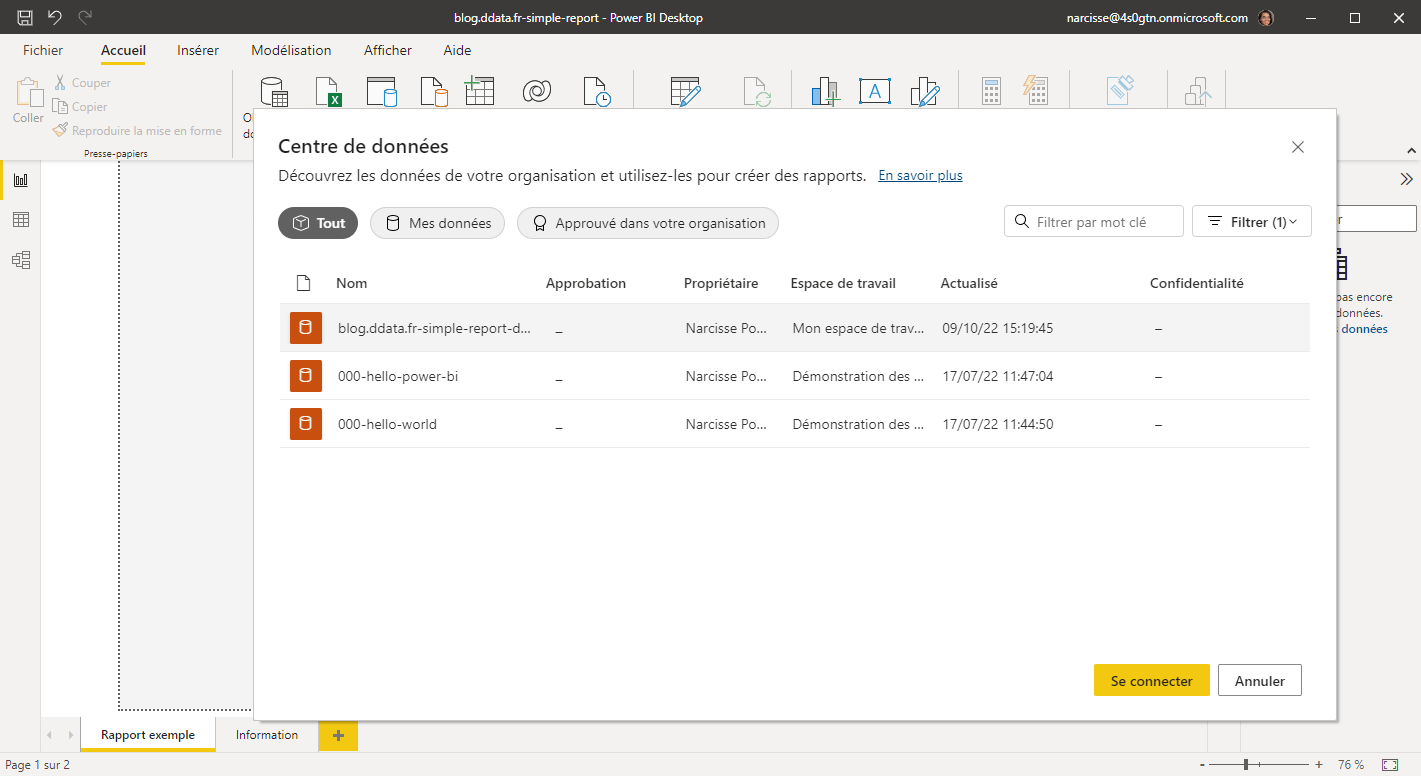 blog.ddata.fr-simple-report - Power BI Desktop
narcisse@4s0gtn.onmicrosoft.com
Fichier Accueil Insérer Modélisation Afficher Aide
Coller
Couper
Copier
Reproduire la mise en forme
Presse-papiers
Centre de données
Découvrez les données de votre organisation et utilisez-les pour créer des rapports. En savoir plus
Tout Mes données Approuvé dans votre organisation
Filtrer par mot clé Filtrer (1)
Nom Approbation Propriétaire Espace de travail Actualisé Confidentialité
blog.ddata.fr-simple-report-d... – Narcisse Po... Mon espace de trav... 09/10/22 15:19:45 –
000-hello-power-bi – Narcisse Po... Démonstration des ... 17/07/22 11:47:04 –
000-hello-world – Narcisse Po... Démonstration des ... 17/07/22 11:44:50 –
pas encore
données.
données
Se connecter Annuler
Rapport exemple Information +
Page 1 sur 2
- + 76 %